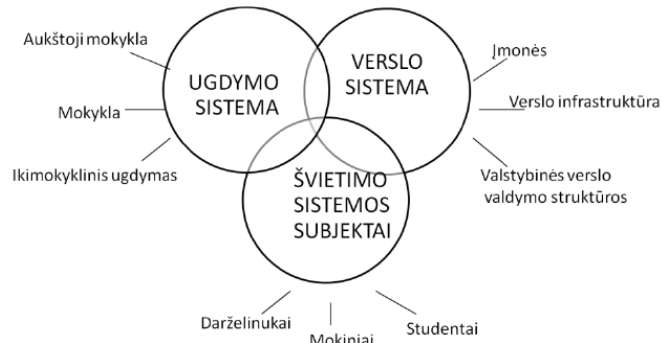 Aukštoji mokykla
Mokykla
Ikimokyklinis ugdymas
UGDYMO
SISTEMA
VERSLO
SISTEMA
Įmonės
Verslo infrastruktūra
Valstybinės verslo
valdymo struktūros
ŠVIETIMO
SISTEMOS
SUBJEKTAI
Darželinukai
Mokiniai
Studentai